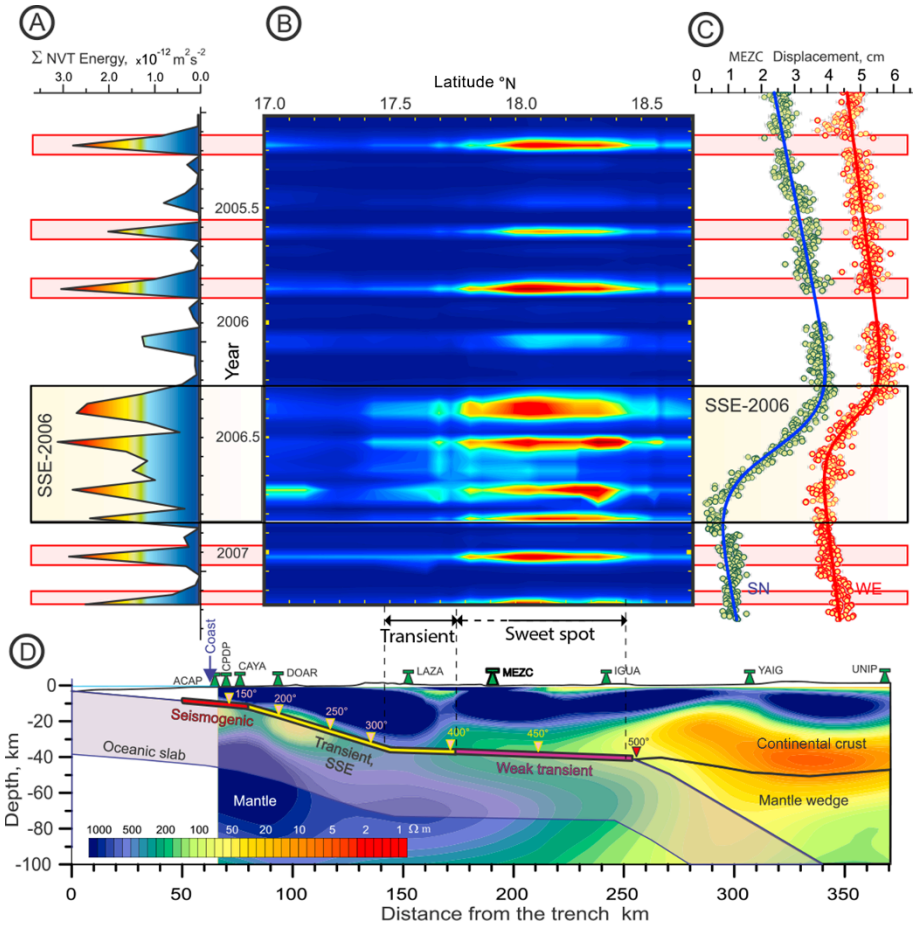 A
B
C
Σ NVT Energy, x10⁻¹² m²s⁻²
3.0 2.0 1.0 0.0
Latitude °N
17.0 17.5 18.0 18.5
MEZC Displacement, cm
0 1 2 3 4 5 6
2005.5
2006
Year
2006.5
2007
SSE-2006
SSE-2006
SN
WE
Transient
Sweet spot
D
Coast
ACAP
CPDP
CAYA
DOAR
LAZA
MEZC
IGUA
YAIG
UNIP
0
-20
-40
-60
-80
-100
Depth, km
150°
200°
250°
300°
400°
450°
500°
Seismogenic
Transient,
SSE
Weak transient
Oceanic slab
Mantle
Continental crust
Mantle wedge
1000 500 200 100 50 20 10 5 2 1 Ω m
0 50 100 150 200 250 300 350
Distance from the trench km